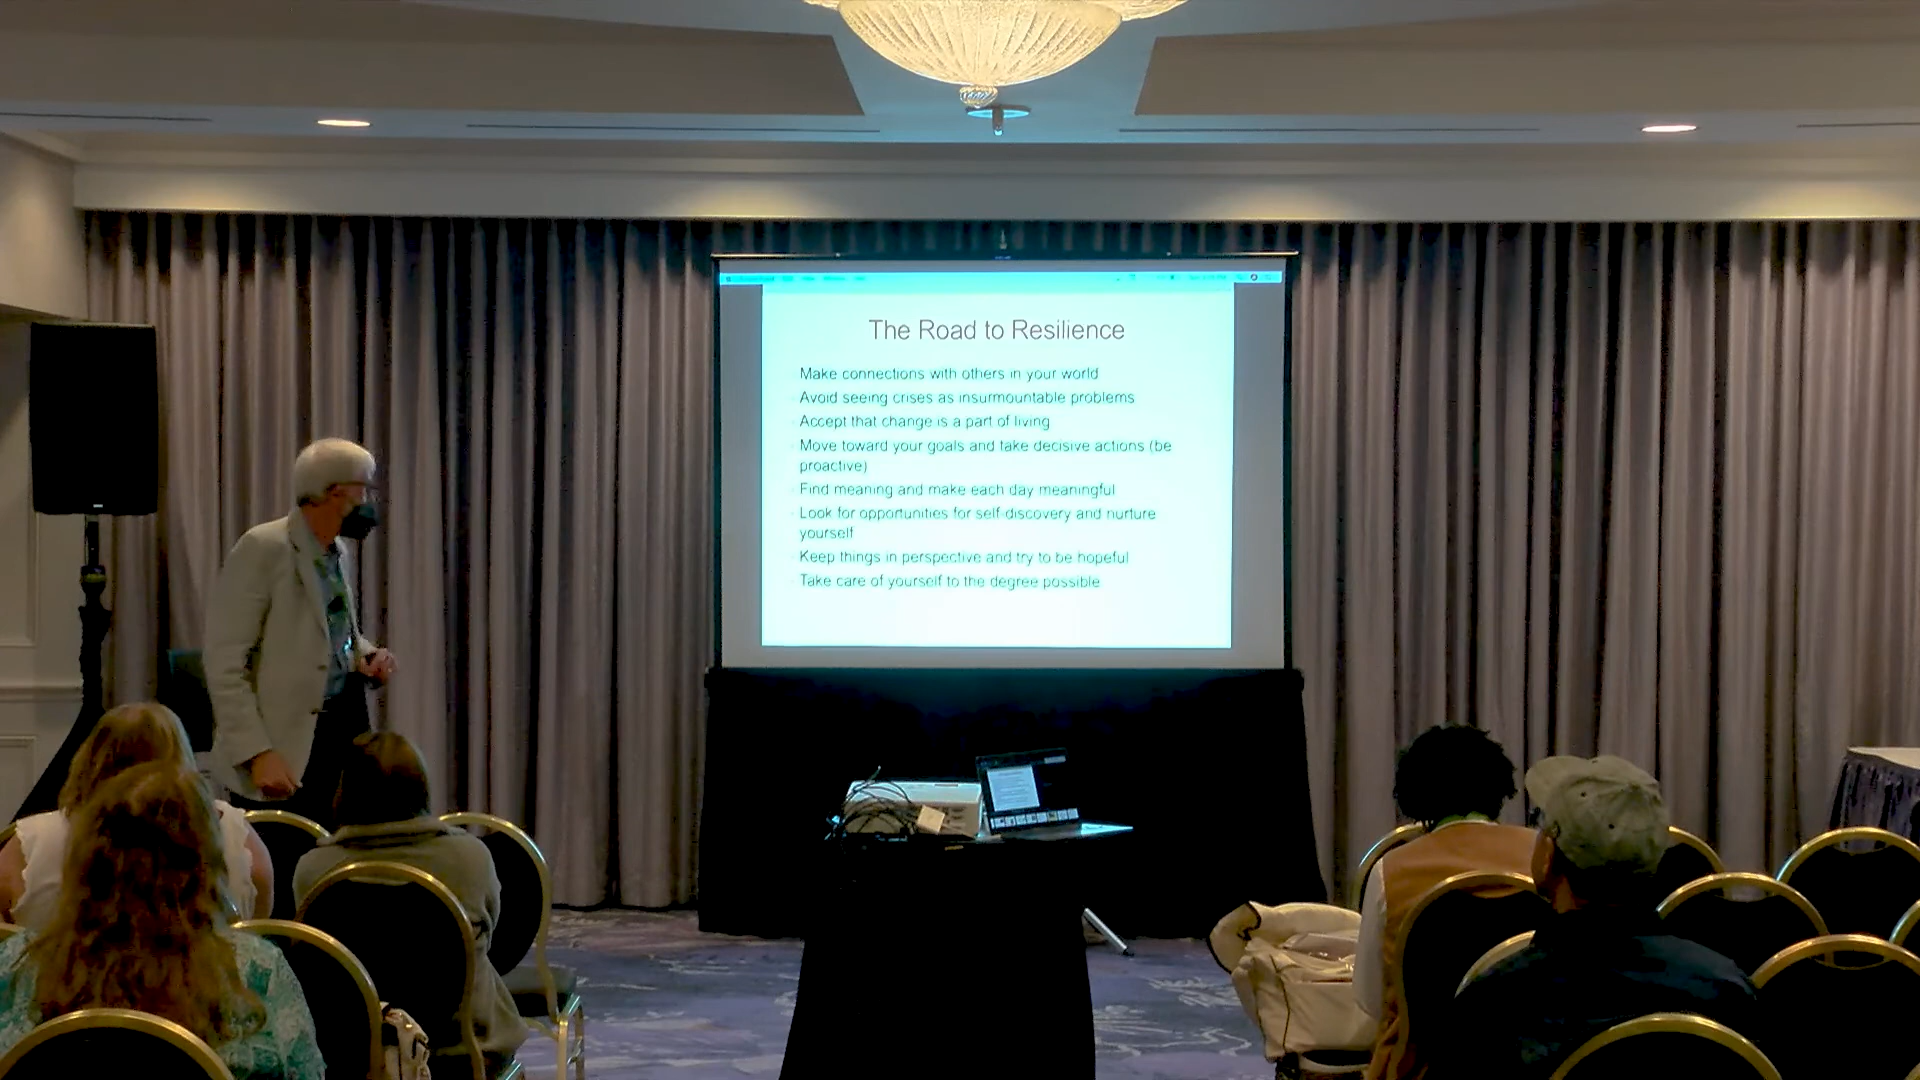 The Road to Resilience
Make connections with others in your world
Avoid seeing crises as insurmountable problems
Accept that change is a part of living
Move toward your goals and take decisive actions (be
proactive)
Find meaning and make each day meaningful
Look for opportunities for self-discovery and nurture
yourself
Keep things in perspective and try to be hopeful
Take care of yourself to the degree possible